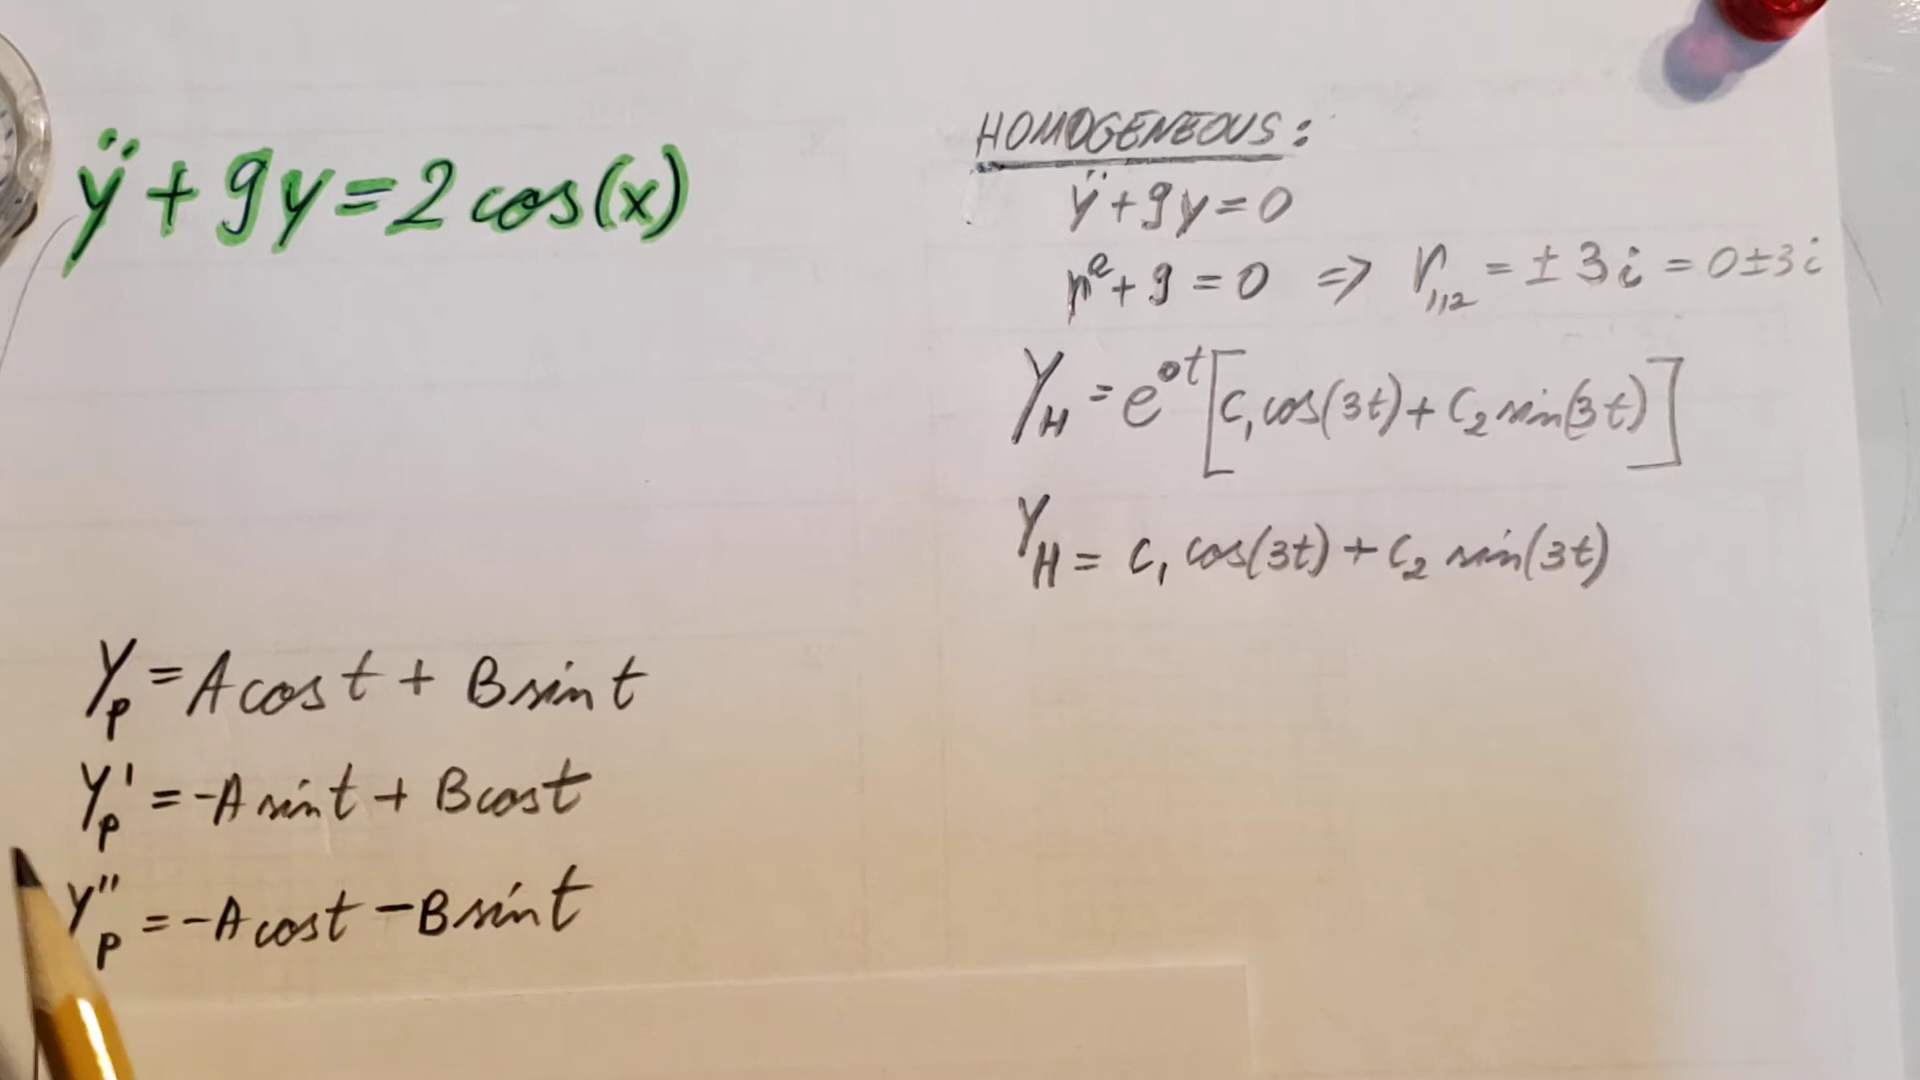 ÿ + 9y = 2 cos(x)
HOMOGENEOUS:
ÿ + 9y = 0
r² + 9 = 0 => r₁,₂ = ± 3i = 0 ± 3i
Y_H = e^{0t} [c₁ cos(3t) + c₂ sin(3t)]
Y_H = c₁ cos(3t) + c₂ sin(3t)
Y_p = A cos t + B sin t
Y_p' = -A sin t + B cos t
Y_p'' = -A cos t - B sin t